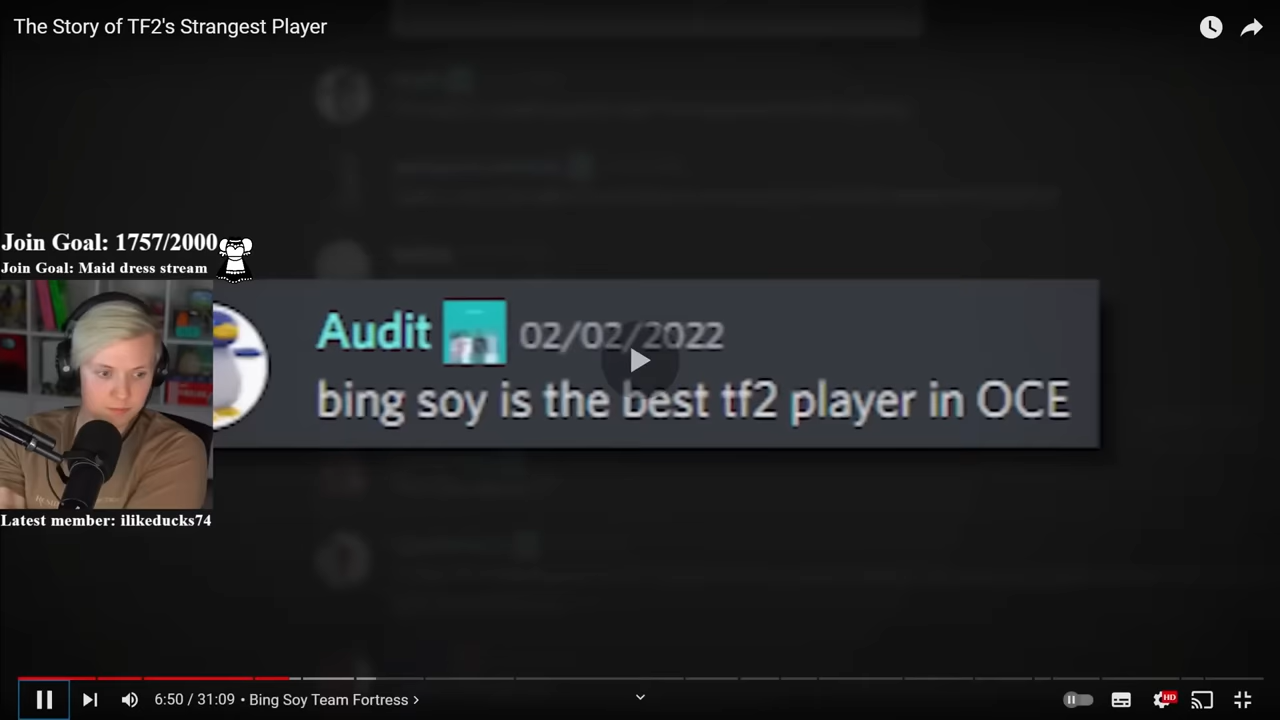 The Story of TF2's Strangest Player
Join Goal: 1757/2000
Join Goal: Maid dress stream
Audit 02/02/2022
bing soy is the best tf2 player in OCE
Latest member: ilikeducks74
6:50 / 31:09 • Bing Soy Team Fortress
HD